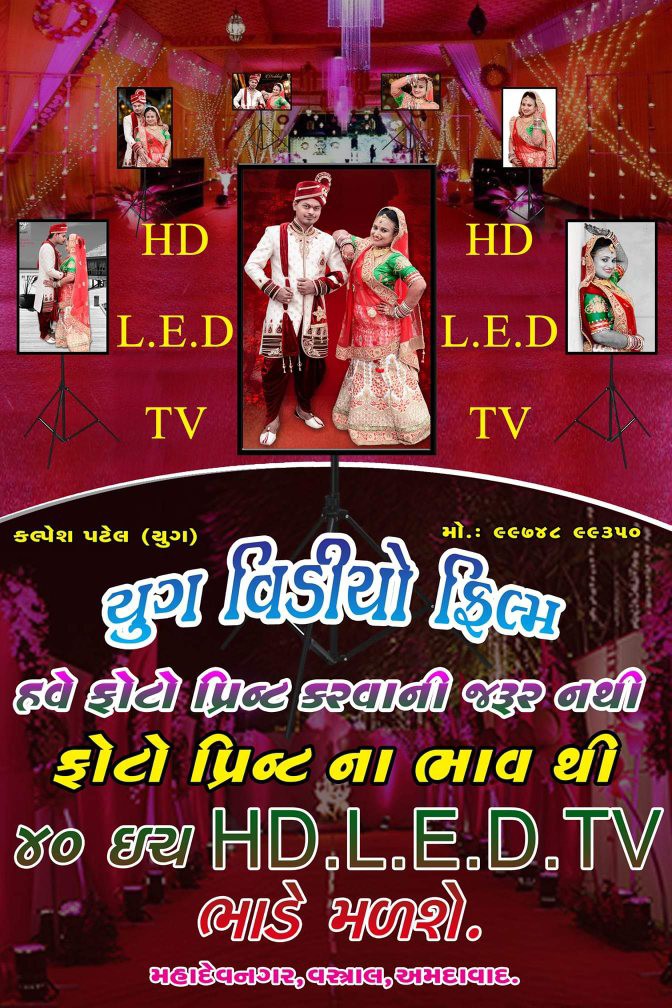 HD
HD
L.E.D
L.E.D
TV
TV
કલ્પેશ પટેલ (યુગ)
મો.: ૯૯૭૪૮ ૯૯૩૫૦
યુગ વિડીયો ફિલ્મ
હવે ફોટો પ્રિન્ટ કરવાની જરૂર નથી
ફોટો પ્રિન્ટ ના ભાવ થી
૪૦ ઇચ HD.L.E.D.TV
ભાડે મળશે.
મહાદેવનગર,વસ્ત્રાલ,અમદાવાદ.